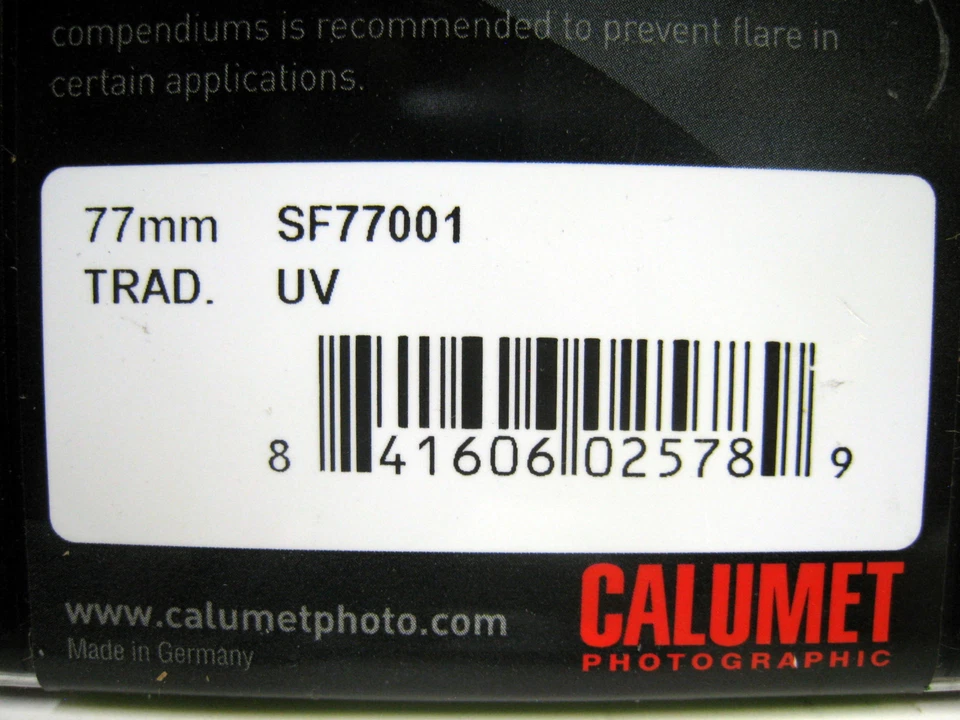 compendiums is recommended to prevent flare in
certain applications.
77mm SF77001
TRAD. UV
8 41606 02578 9
www.calumetphoto.com
Made in Germany
CALUMET
PHOTOGRAPHIC